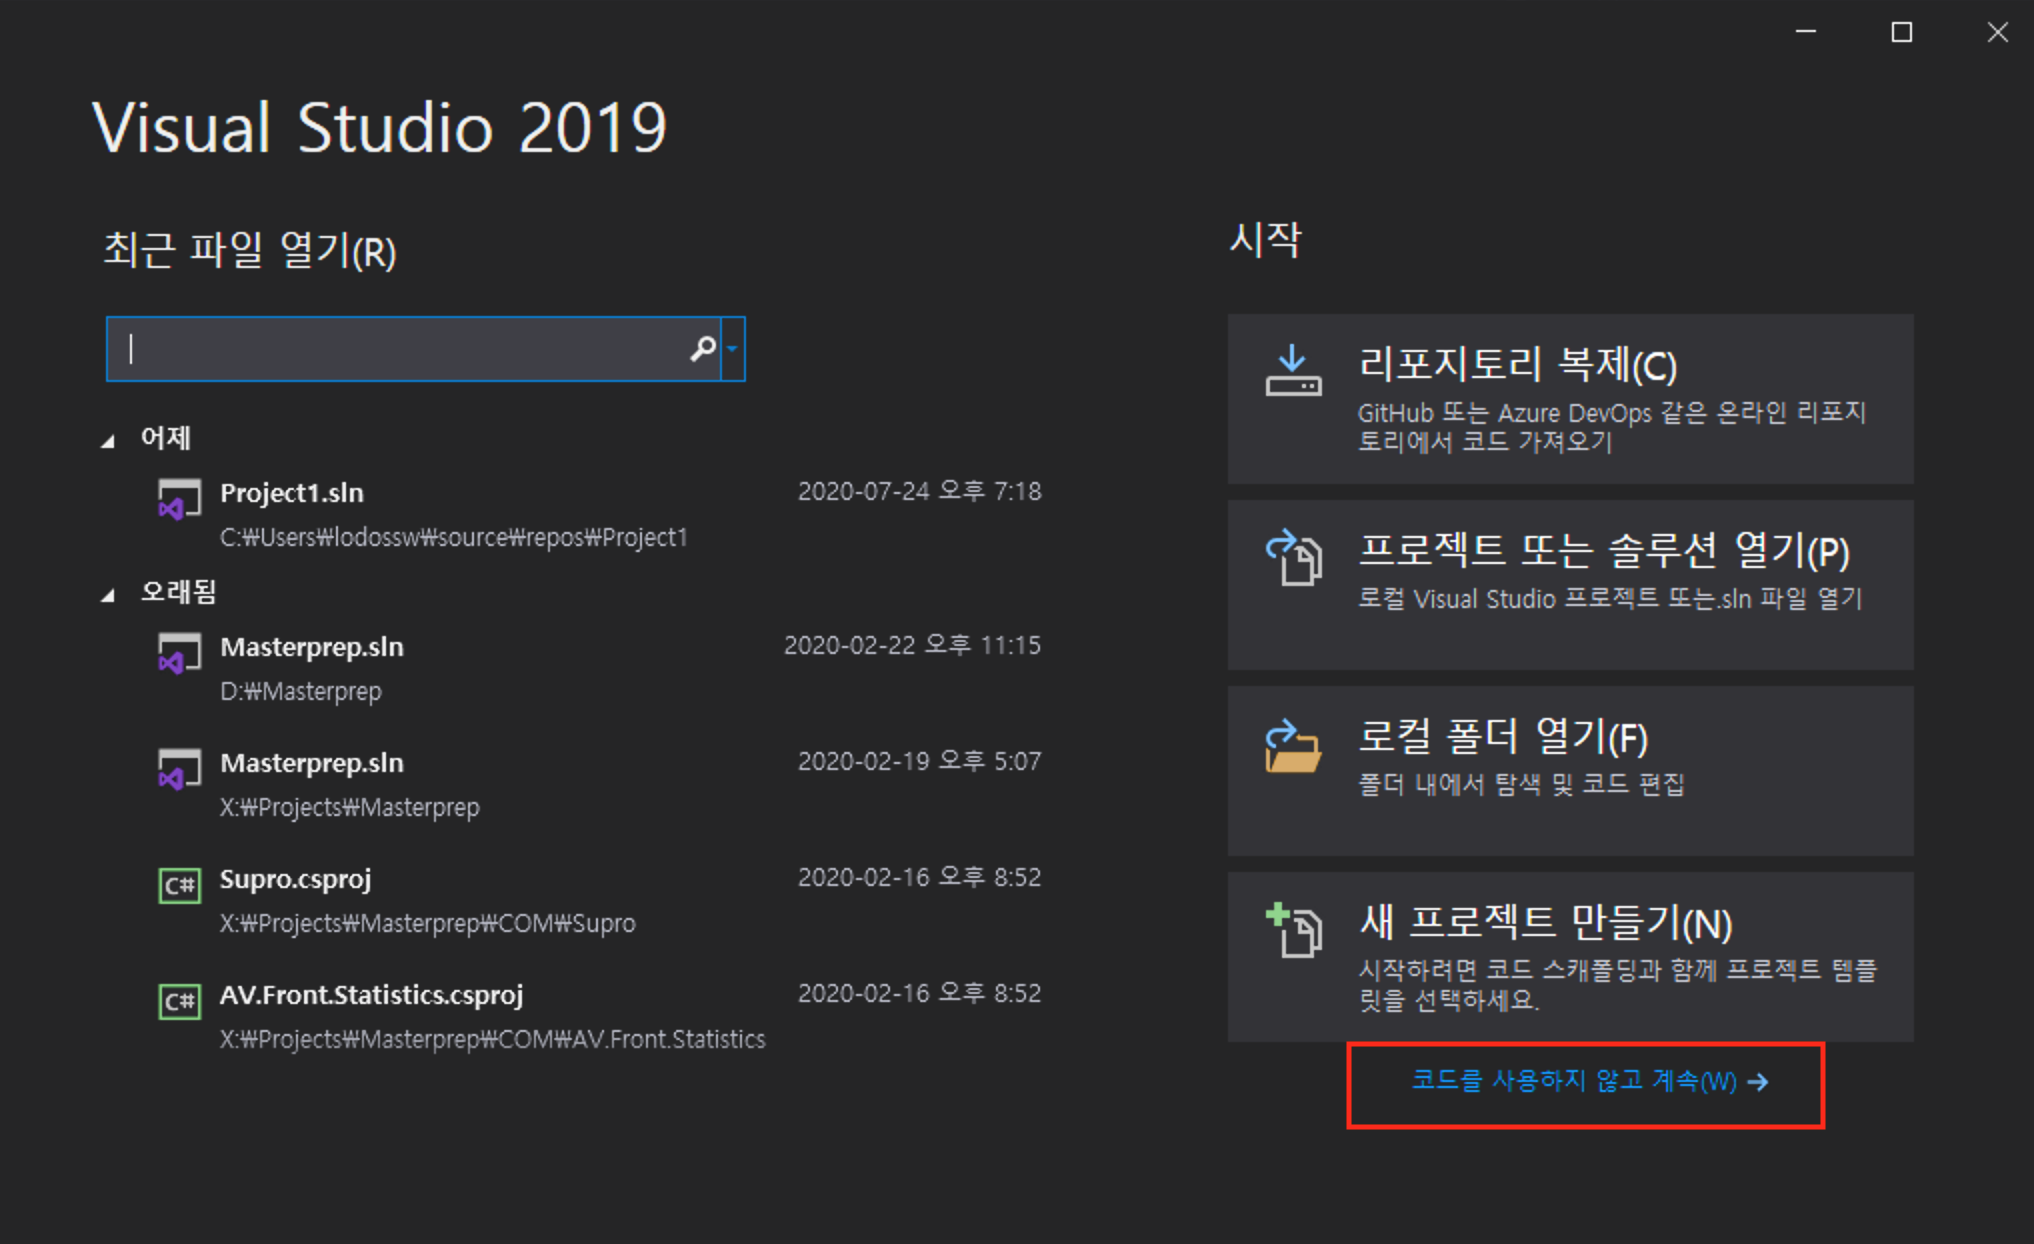 Visual Studio 2019
최근 파일 열기(R)
어제
Project1.sln
2020-07-24 오후 7:18
C:₩Users₩lodossw₩source₩repos₩Project1
오래됨
Masterprep.sln
2020-02-22 오후 11:15
D:₩Masterprep
Masterprep.sln
2020-02-19 오후 5:07
X:₩Projects₩Masterprep
C# Supro.csproj
2020-02-16 오후 8:52
X:₩Projects₩Masterprep₩COM₩Supro
C# AV.Front.Statistics.csproj
2020-02-16 오후 8:52
X:₩Projects₩Masterprep₩COM₩AV.Front.Statistics
시작
리포지토리 복제(C)
GitHub 또는 Azure DevOps 같은 온라인 리포지
토리에서 코드 가져오기
프로젝트 또는 솔루션 열기(P)
로컬 Visual Studio 프로젝트 또는.sln 파일 열기
로컬 폴더 열기(F)
폴더 내에서 탐색 및 코드 편집
새 프로젝트 만들기(N)
시작하려면 코드 스캐폴딩과 함께 프로젝트 템플
릿을 선택하세요.
코드를 사용하지 않고 계속(W) →